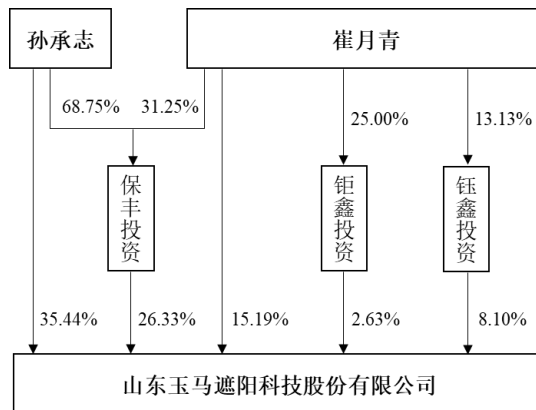 孙承志
崔月青
68.75%
31.25%
25.00%
13.13%
保丰投资
钜鑫投资
钰鑫投资
35.44%
26.33%
15.19%
2.63%
8.10%
山东玉马遮阳科技股份有限公司